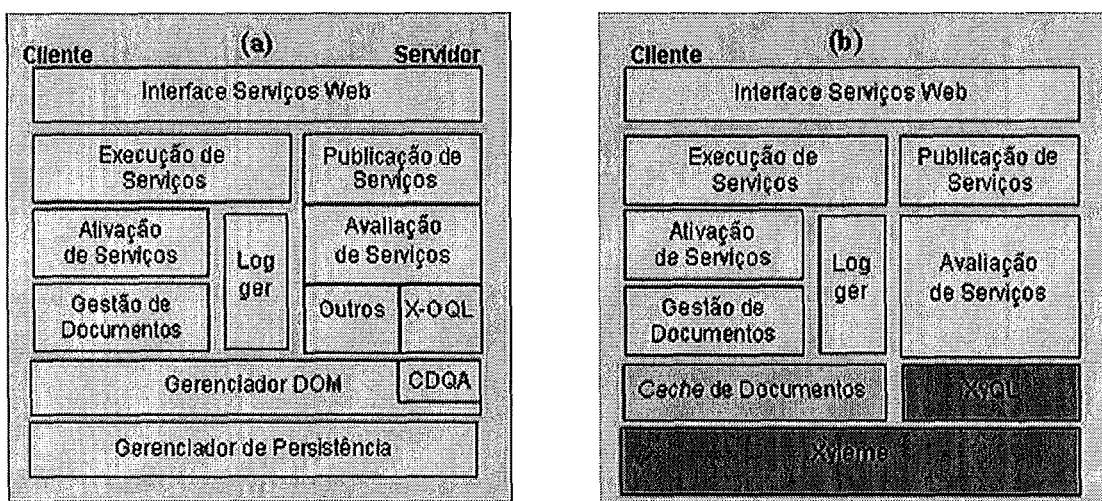 (a)
Cliente Servidor
Interface Serviços Web
Execução de
Serviços
Publicação de
Serviços
Ativação
de Serviços
Log
ger
Avaliação
de Serviços
Gestão de
Documentos
Outros
X-OQL
Gerenciador DOM
CDQA
Gerenciador de Persistência
(b)
Cliente
Interface Serviços Web
Execução de
Serviços
Publicação de
Serviços
Ativação
de Serviços
Log
ger
Avaliação
de Serviços
Gestão de
Documentos
Cache de Documentos
XyQL
Xyleme